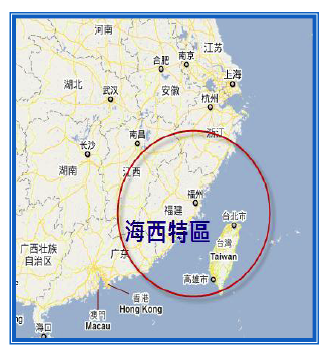 河南
江苏
合肥
南京
上海
湖北
武汉
安徽
杭州
浙江
南昌
长沙
湖南
江西
福州
福建
台北市
海西特區
台灣
Taiwan
广西壮族
自治区
广东
高雄市
香港
Hong Kong
澳門
Macau
海口